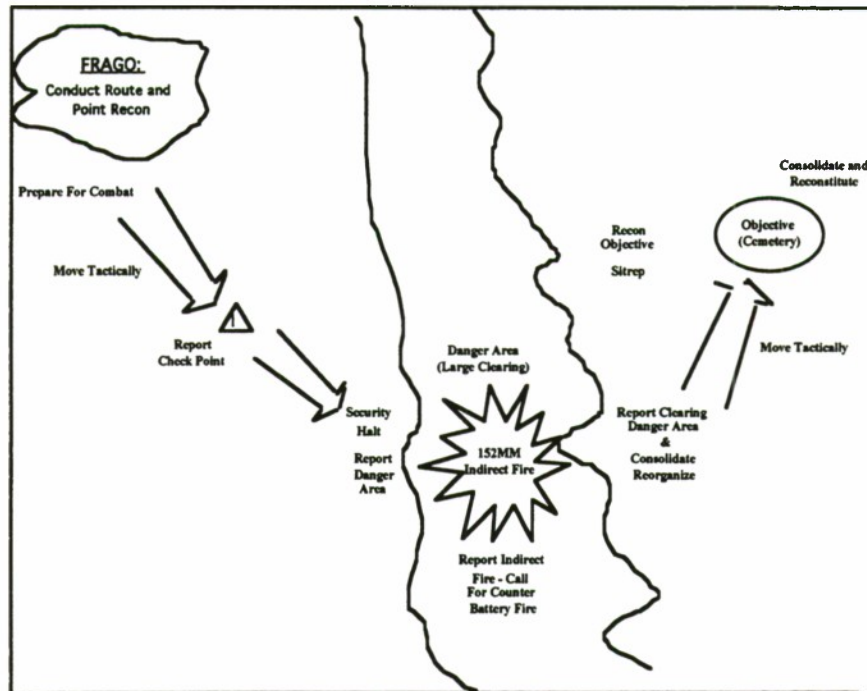 FRAGO:
Conduct Route and
Point Recon
Prepare For Combat
Move Tactically
1
Report
Check Point
Security
Halt
Report
Danger
Area
Danger Area
(Large Clearing)
152MM
Indirect Fire
Report Indirect
Fire - Call
For Counter
Battery Fire
Report Clearing
Danger Area
&
Consolidate
Reorganize
Move Tactically
Recon
Objective
Sitrep
Objective
(Cemetery)
Consolidate and
Reconstitute